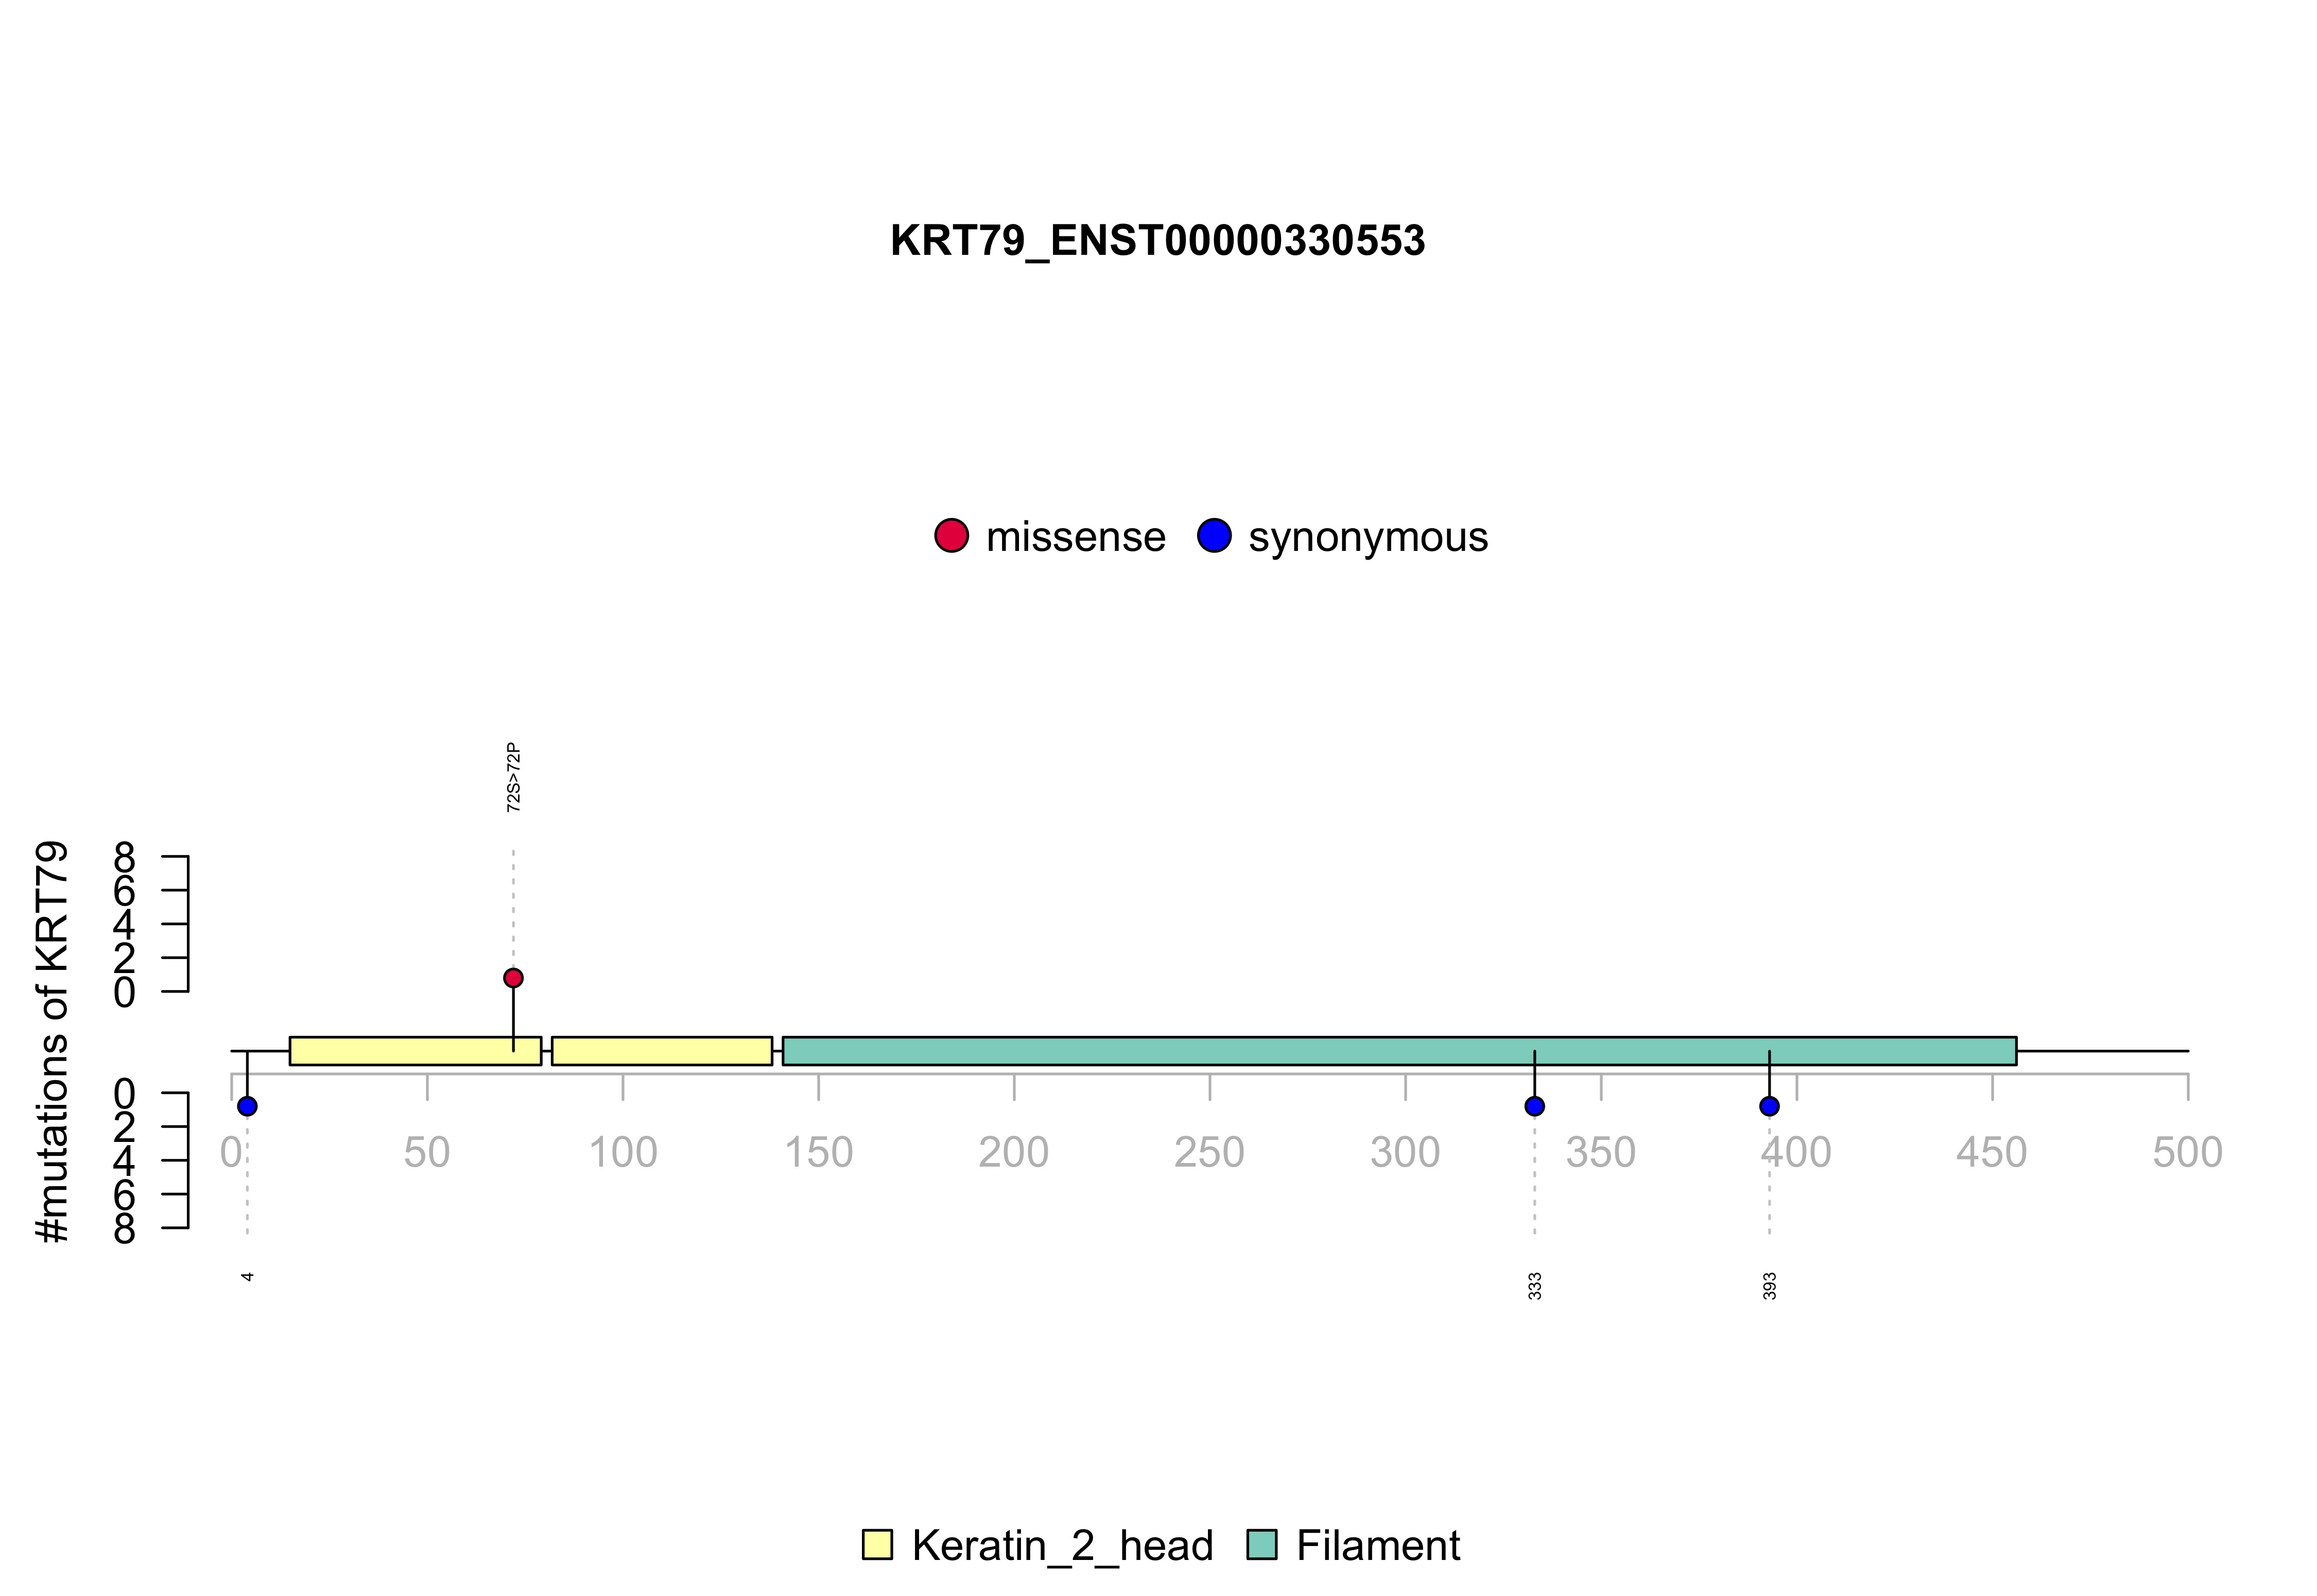 KRT79_ENST00000330553
missense synonymous
72S>72P
#mutations of KRT79
8
6
4
2
0
0
2
4
6
8
0 50 100 150 200 250 300 350 400 450 500
4 333 393
Keratin_2_head Filament